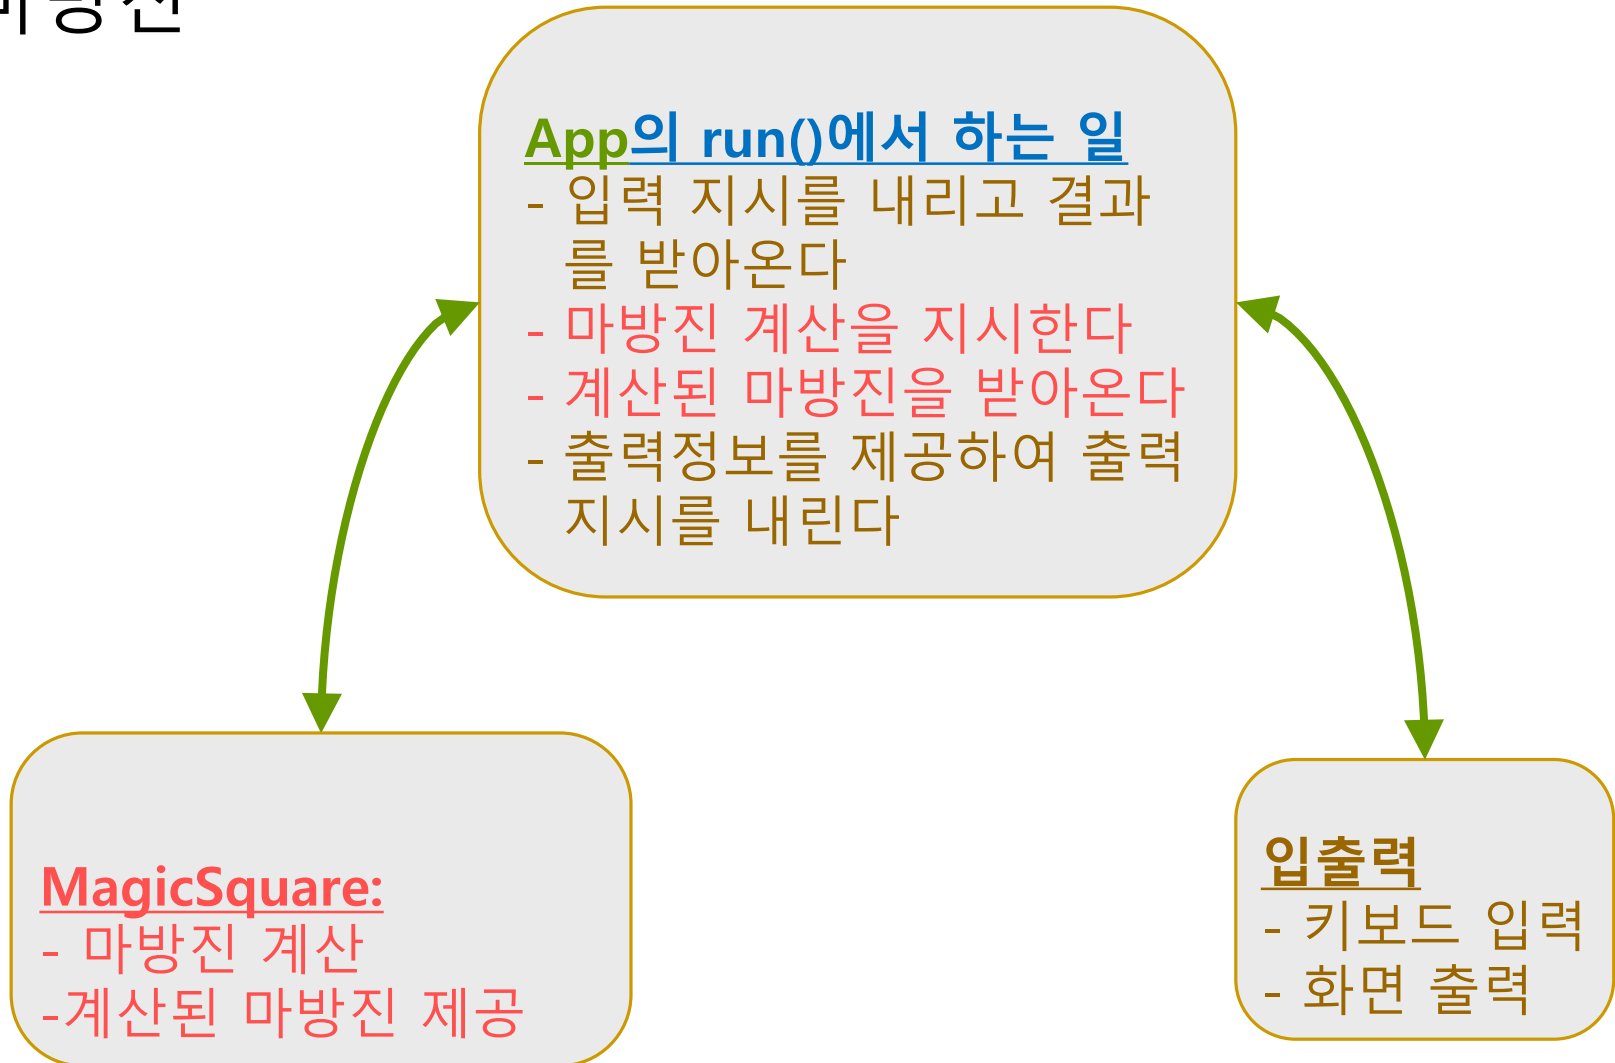 마방진
App의 run()에서 하는 일
- 입력 지시를 내리고 결과
를 받아온다
- 마방진 계산을 지시한다
- 계산된 마방진을 받아온다
- 출력정보를 제공하여 출력
지시를 내린다
MagicSquare:
- 마방진 계산
-계산된 마방진 제공
입출력
- 키보드 입력
- 화면 출력